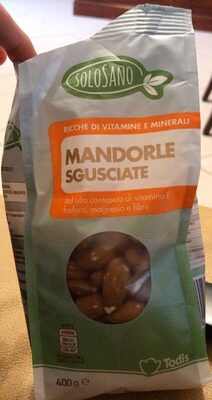 SOLOSANO
RICCHE DI VITAMINE E MINERALI
MANDORLE
SGUSCIATE
Ad alto contenuto di vitamina E,
fosforo, magnesio e fibre
Todis
400 g e